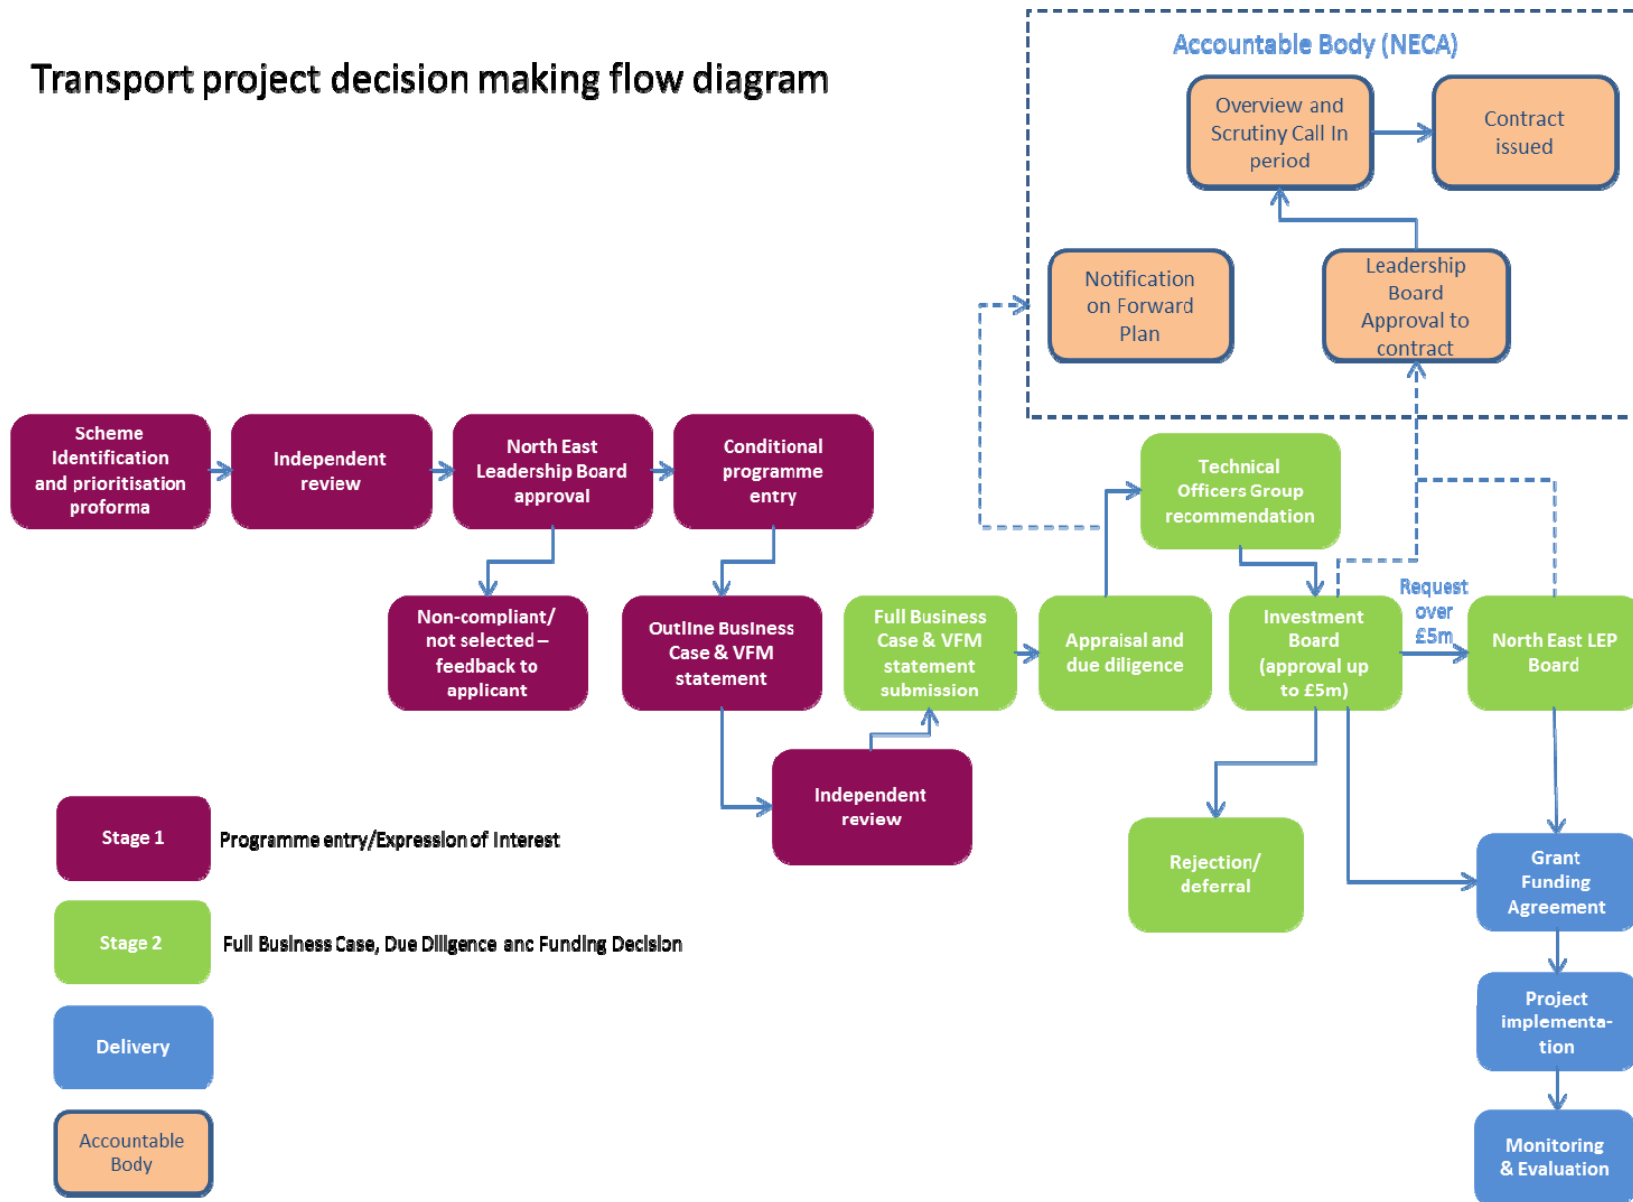 Transport project decision making flow diagram
Accountable Body (NECA)
Overview and
Scrutiny Call In
period
Contract
issued
Notification
on Forward
Plan
Leadership
Board
Approval to
contract
Scheme
Identification
and prioritisation
proforma
Independent
review
North East
Leadership Board
approval
Conditional
programme
entry
Technical
Officers Group
recommendation
Non-compliant/
not selected –
feedback to
applicant
Outline Business
Case & VFM
statement
Full Business
Case & VFM
statement
submission
Appraisal and
due diligence
Investment
Board
(approval up
to £5m)
Request
over
£5m
North East LEP
Board
Independent
review
Rejection/
deferral
Grant
Funding
Agreement
Project
implementa-
tion
Monitoring
& Evaluation
Stage 1
Programme entry/Expression of Interest
Stage 2
Full Business Case, Due Diligence and Funding Decision
Delivery
Accountable
Body